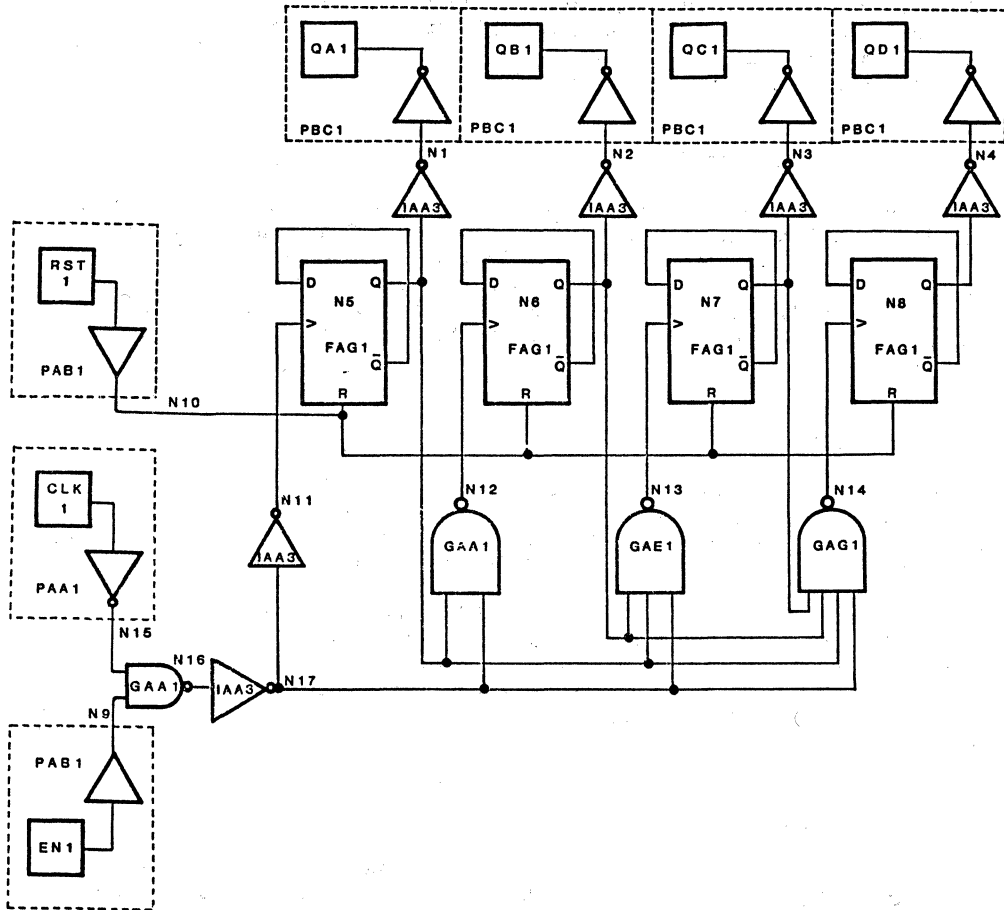 QA1
QB1
QC1
QD1
PBC1
PBC1
PBC1
PBC1
N1
N2
N3
N4
IAA3
IAA3
IAA3
IAA3
RST
1
PAB1
N10
D Q
N5
V
FAG1
Q̅
R
D Q
N6
V
FAG1
Q̅
R
D Q
N7
V
FAG1
Q̅
R
D Q
N8
V
FAG1
Q̅
R
CLK
1
PAA1
N15
N11
IAA3
N12
GAA1
N13
GAE1
N14
GAG1
N16
GAA1
IAA3
N17
N9
PAB1
EN1